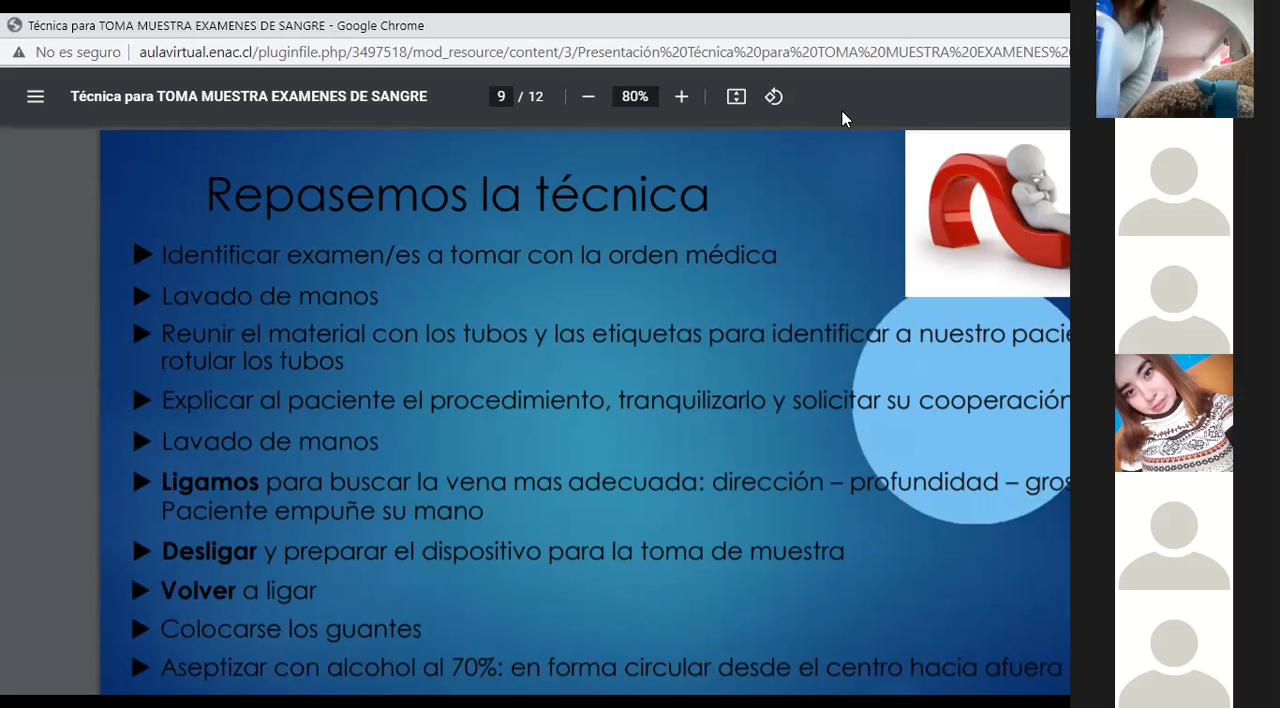 Técnica para TOMA MUESTRA EXAMENES DE SANGRE - Google Chrome
No es seguro | aulavirtual.enac.cl/pluginfile.php/3497518/mod_resource/content/3/Presentación%20Técnica%20para%20TOMA%20MUESTRA%20EXAMENES%20
Técnica para TOMA MUESTRA EXAMENES DE SANGRE 9 / 12 80%
Repasemos la técnica
Identificar examen/es a tomar con la orden médica
Lavado de manos
Reunir el material con los tubos y las etiquetas para identificar a nuestro
rotular los tubos
Explicar al paciente el procedimiento, tranquilizarlo y solicitar su cooperación
Lavado de manos
Ligamos para buscar la vena mas adecuada: dirección – profundidad –
Paciente empuñe su mano
Desligar y preparar el dispositivo para la toma de muestra
Volver a ligar
Colocarse los guantes
Aseptizar con alcohol al 70%: en forma circular desde el centro hacia afuera